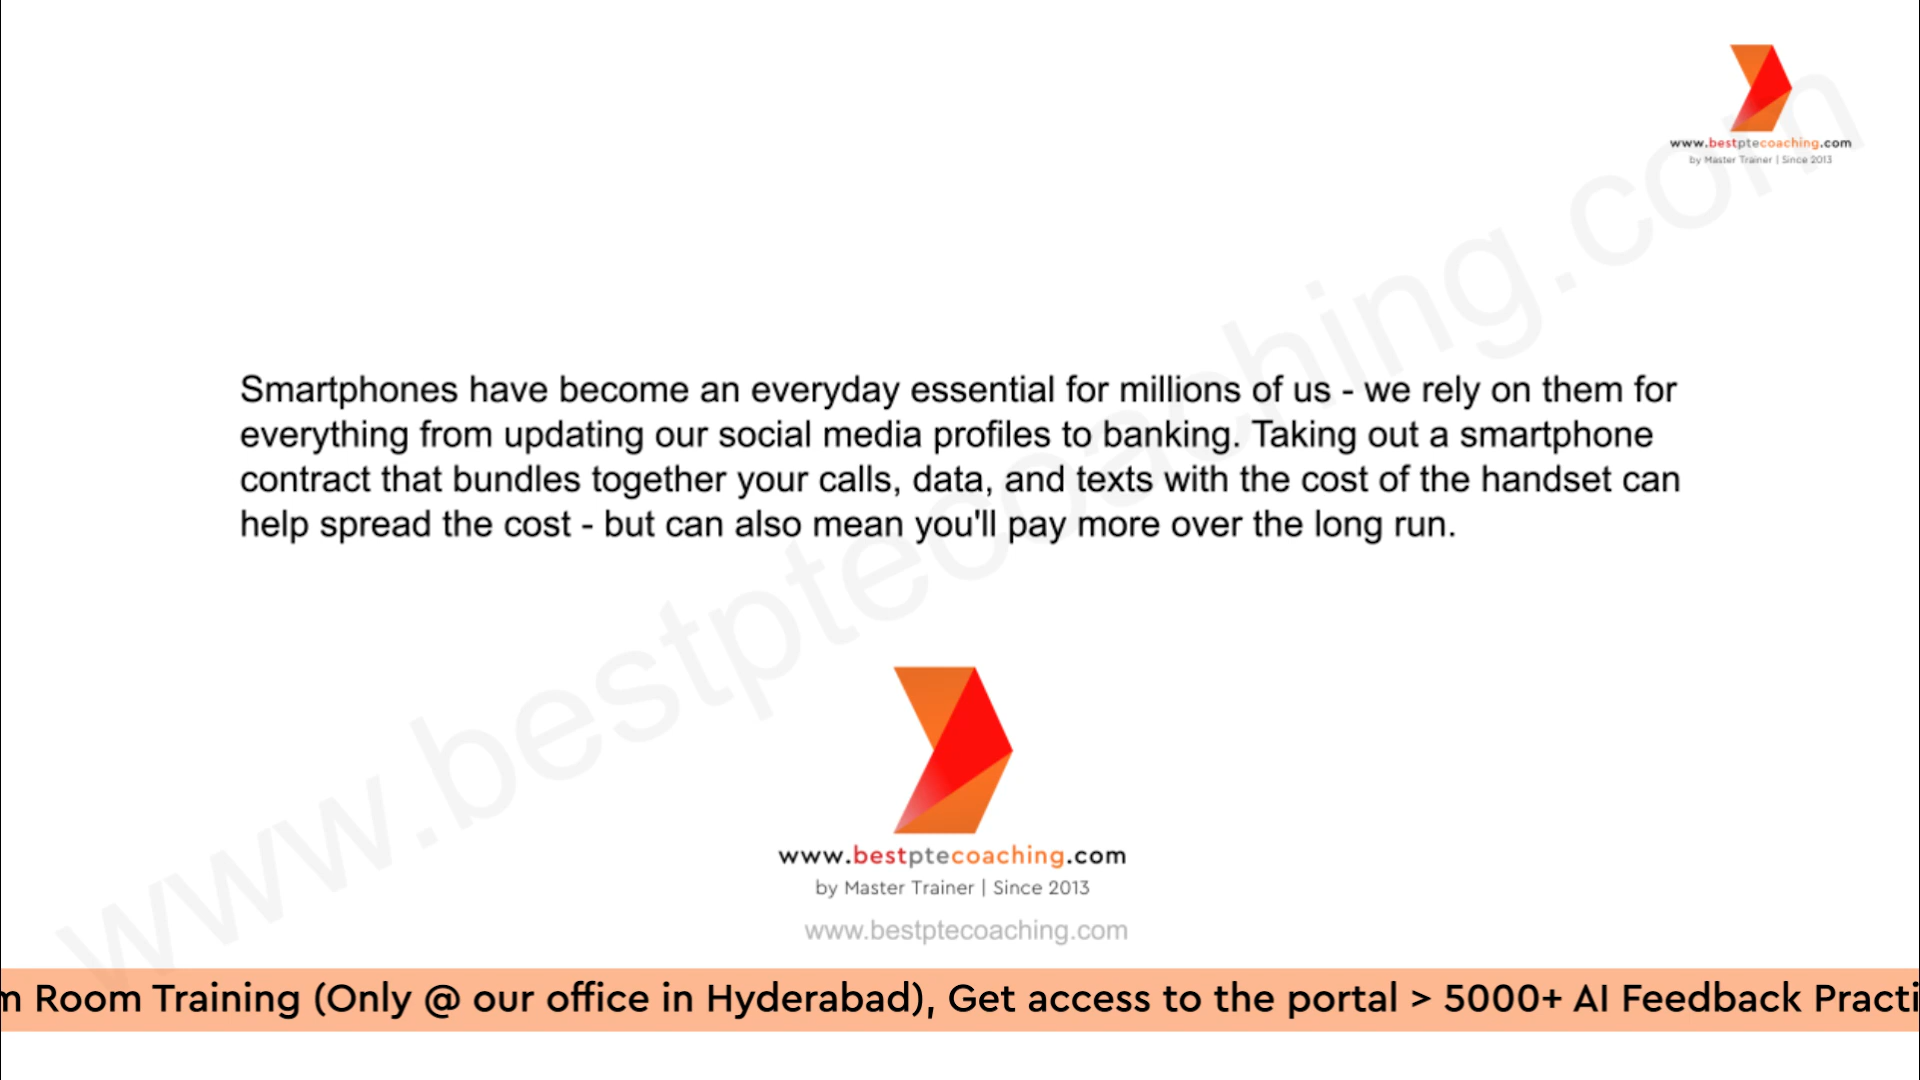 www.bestptecoaching.com
by Master Trainer | Since 2013
Smartphones have become an everyday essential for millions of us - we rely on them for
everything from updating our social media profiles to banking. Taking out a smartphone
contract that bundles together your calls, data, and texts with the cost of the handset can
help spread the cost - but can also mean you'll pay more over the long run.
www.bestptecoaching.com
www.bestptecoaching.com
by Master Trainer | Since 2013
www.bestptecoaching.com
m Room Training (Only @ our office in Hyderabad), Get access to the portal > 5000+ AI Feedback Practi